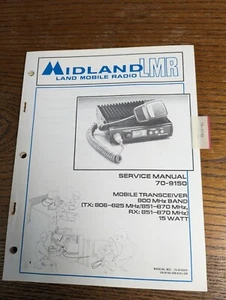 MIDLAND LMR
LAND MOBILE RADIO
SERVICE MANUAL
70-9150
MOBILE TRANSCEIVER
800 MHz BAND
(TX: 806-825 MHz/851-870 MHz,
RX: 851-870 MHz)
15 WATT